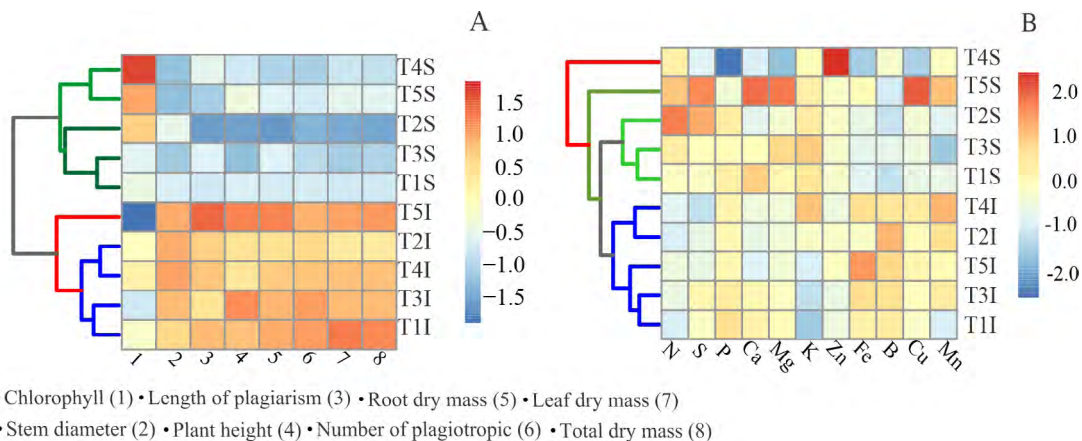 A
T4S
T5S
T2S
T3S
T1S
T5I
T2I
T4I
T3I
T1I
1 2 3 4 5 6 7 8
1.5
1.0
0.5
0.0
−0.5
−1.0
−1.5
B
T4S
T5S
T2S
T3S
T1S
T4I
T2I
T5I
T3I
T1I
N S P Ca Mg K Zn Fe B Cu Mn
2.0
1.0
0.0
-1.0
-2.0
Chlorophyll (1) • Length of plagiarism (3) • Root dry mass (5) • Leaf dry mass (7)
• Stem diameter (2) • Plant height (4) • Number of plagiotropic (6) • Total dry mass (8)